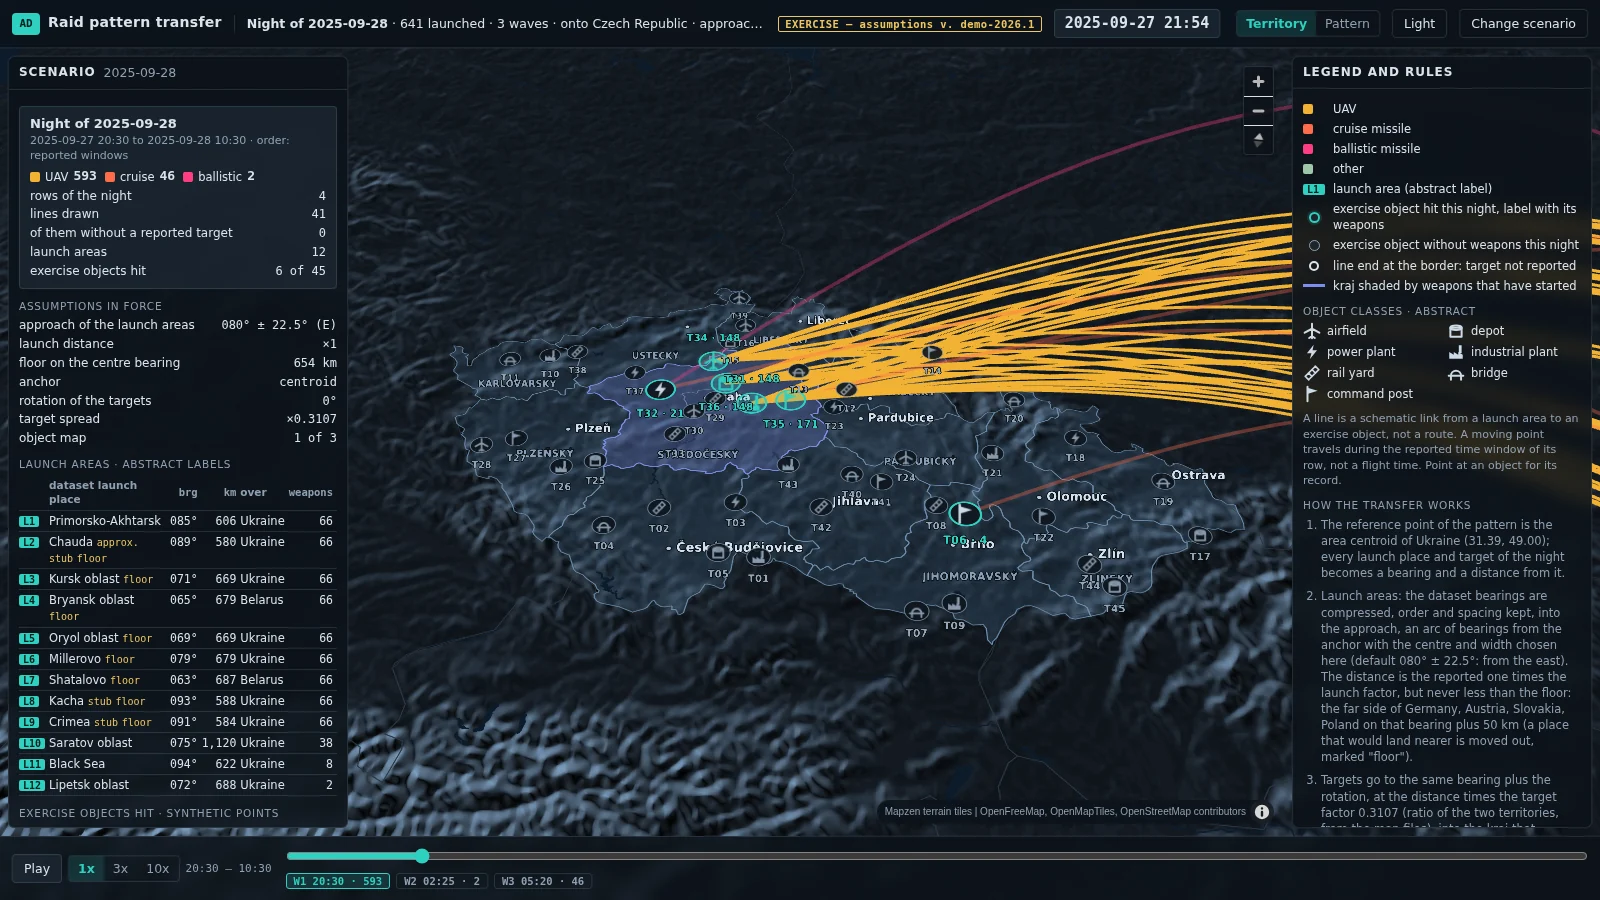 AD Raid pattern transfer
Night of 2025-09-28 · 641 launched · 3 waves · onto Czech Republic · approac…
EXERCISE — assumptions v. demo-2026.1
2025-09-27 21:54
Territory Pattern
Light
Change scenario
SCENARIO 2025-09-28
Night of 2025-09-28
2025-09-27 20:30 to 2025-09-28 10:30 · order:
reported windows
UAV 593 cruise 46 ballistic 2
rows of the night 4
lines drawn 41
of them without a reported target 0
launch areas 12
exercise objects hit 6 of 45
ASSUMPTIONS IN FORCE
approach of the launch areas 080° ± 22.5° (E)
launch distance ×1
floor on the centre bearing 654 km
anchor centroid
rotation of the targets 0°
target spread ×0.3107
object map 1 of 3
LAUNCH AREAS · ABSTRACT LABELS
dataset launch place brg km over weapons
L1 Primorsko-Akhtarsk 085° 606 Ukraine 66
L2 Chauda approx. stub floor 089° 580 Ukraine 66
L3 Kursk oblast floor 071° 669 Ukraine 66
L4 Bryansk oblast floor 065° 679 Belarus 66
L5 Oryol oblast floor 069° 669 Ukraine 66
L6 Millerovo floor 079° 679 Ukraine 66
L7 Shatalovo floor 063° 687 Belarus 66
L8 Kacha stub floor 093° 588 Ukraine 66
L9 Crimea stub floor 091° 584 Ukraine 66
L10 Saratov oblast 075° 1,120 Ukraine 38
L11 Black Sea 094° 622 Ukraine 8
L12 Lipetsk oblast 072° 688 Ukraine 2
EXERCISE OBJECTS HIT · SYNTHETIC POINTS
T39
T34 · 148
T16
USTECKY
T11
T10
T38
KARLOVARSKY
T37
T31 · 148
T14
T32 · 21
T36 · 148
T29
T35 · 171
T12
T23
Pardubice
T20
Plzeň
T30
T28
T27
PLZENSKY
T26
T25
T43
T24
T21
T18
T41
Jihlava
T42
T02
T03
T04
T08
T06 · 4
Brno
T22
Olomouc
T19
Ostrava
T17
Zlín
České Budějovice
T05
T01
JIHOMORAVSKY
ZLINSKY
T44
T45
T07
T09
Mapzen terrain tiles | OpenFreeMap, OpenMapTiles, OpenStreetMap contributors
LEGEND AND RULES
UAV
cruise missile
ballistic missile
other
L1 launch area (abstract label)
exercise object hit this night, label with its
weapons
exercise object without weapons this night
line end at the border: target not reported
kraj shaded by weapons that have started
OBJECT CLASSES · ABSTRACT
airfield depot
power plant industrial plant
rail yard bridge
command post
A line is a schematic link from a launch area to an
exercise object, not a route. A moving point
travels during the reported time window of its
row, not a flight time. Point at an object for its
record.
HOW THE TRANSFER WORKS
1. The reference point of the pattern is the
area centroid of Ukraine (31.39, 49.00);
every launch place and target of the night
becomes a bearing and a distance from it.
2. Launch areas: the dataset bearings are
compressed, order and spacing kept, into
the approach, an arc of bearings from the
anchor with the centre and width chosen
here (default 080° ± 22.5°: from the east).
The distance is the reported one times the
launch factor, but never less than the floor:
the far side of Germany, Austria, Slovakia,
Poland on that bearing plus 50 km (a place
that would land nearer is moved out,
marked "floor").
3. Targets go to the same bearing plus the
rotation, at the distance times the target
factor 0.3107 (ratio of the two territories,
from the map files), into the kraj that
Play
1x 3x 10x
20:30 — 10:30
W1 20:30 · 593
W2 02:25 · 2
W3 05:20 · 46